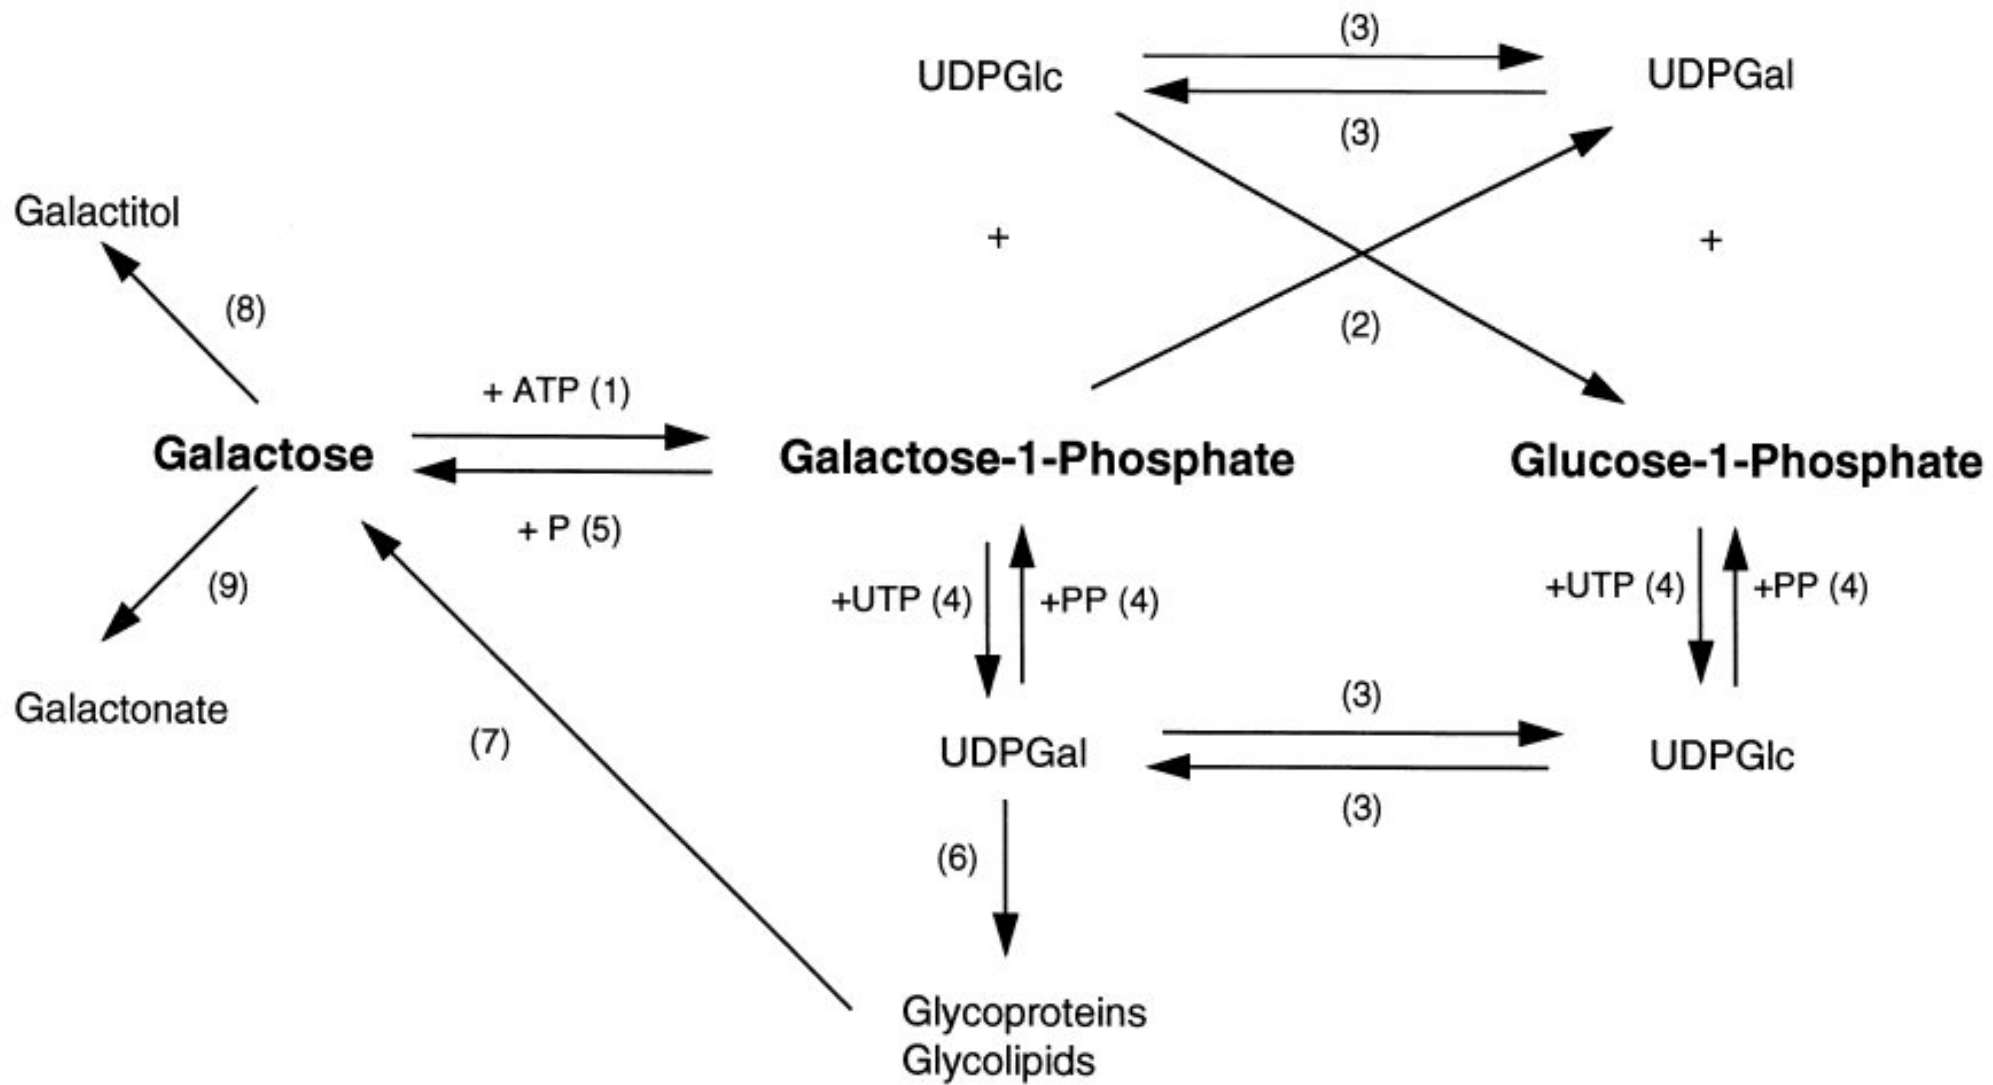 (3)
UDPGlc
UDPGal
(3)
Galactitol
+
+
(8)
(2)
+ ATP (1)
Galactose
Galactose-1-Phosphate
Glucose-1-Phosphate
+ P (5)
(9)
+UTP (4)
+PP (4)
+UTP (4)
+PP (4)
Galactonate
(7)
(3)
UDPGal
UDPGlc
(3)
(6)
Glycoproteins
Glycolipids